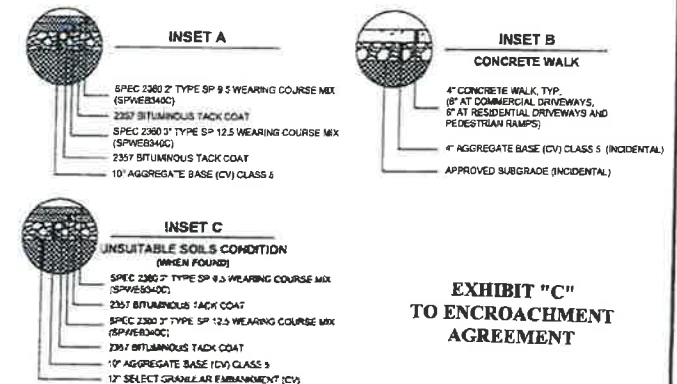 INSET A
SPEC 2360 2" TYPE SP 9.5 WEARING COURSE MIX
(SPWEB340C)
2357 BITUMINOUS TACK COAT
SPEC 2360 3" TYPE SP 12.5 WEARING COURSE MIX
(SPWEB340C)
2357 BITUMINOUS TACK COAT
10" AGGREGATE BASE (CV) CLASS 5
INSET B
CONCRETE WALK
4" CONCRETE WALK, TYP.
(8" AT COMMERCIAL DRIVEWAYS,
6" AT RESIDENTIAL DRIVEWAYS AND
PEDESTRIAN RAMPS)
4" AGGREGATE BASE (CV) CLASS 5 (INCIDENTAL)
APPROVED SUBGRADE (INCIDENTAL)
INSET C
UNSUITABLE SOILS CONDITION
(WHEN FOUND)
SPEC 2360 2" TYPE SP 9.5 WEARING COURSE MIX
(SPWEB340C)
2357 BITUMINOUS TACK COAT
SPEC 2360 3" TYPE SP 12.5 WEARING COURSE MIX
(SPWEB340C)
2357 BITUMINOUS TACK COAT
10" AGGREGATE BASE (CV) CLASS 5
12" SELECT GRANULAR EMBANKMENT (CV)
EXHIBIT "C"
TO ENCROACHMENT
AGREEMENT